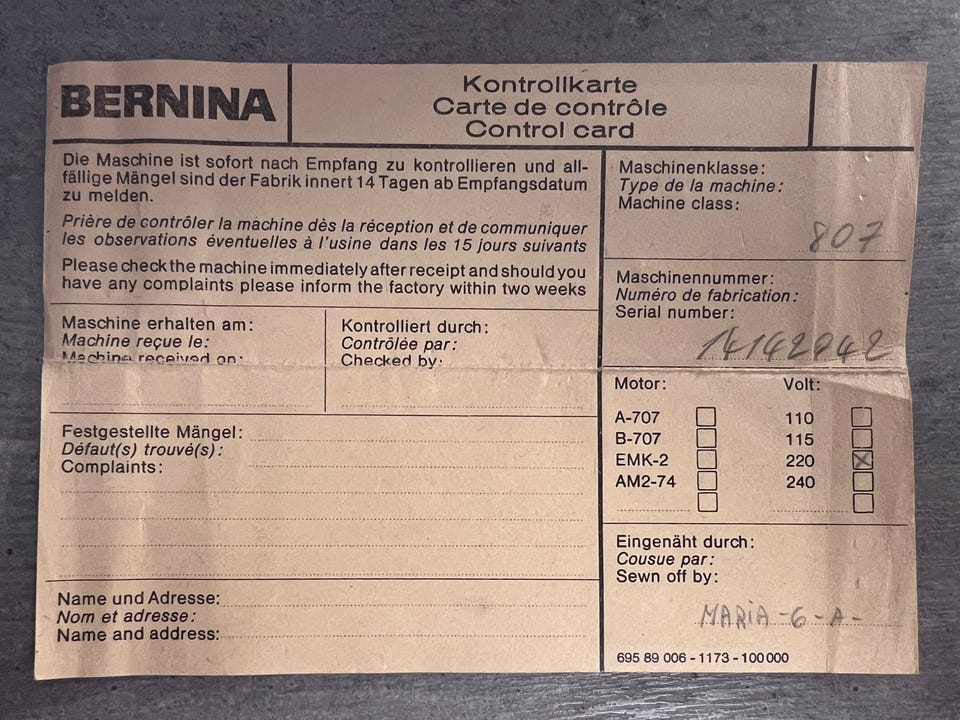 BERNINA
Kontrollkarte
Carte de contrôle
Control card
Die Maschine ist sofort nach Empfang zu kontrollieren und all-
fällige Mängel sind der Fabrik innert 14 Tagen ab Empfangsdatum
zu melden.
Prière de contrôler la machine dès la réception et de communiquer
les observations éventuelles à l'usine dans les 15 jours suivants
Please check the machine immediately after receipt and should you
have any complaints please inform the factory within two weeks
Maschine erhalten am:
Machine reçue le:
Machine received on:
Kontrolliert durch:
Contrôlée par:
Checked by:
Festgestellte Mängel:
Défaut(s) trouvé(s):
Complaints:
Name und Adresse:
Nom et adresse:
Name and address:
Maschinenklasse:
Type de la machine:
Machine class:
807
Maschinennummer:
Numéro de fabrication:
Serial number:
Motor: Volt:
A-707 110
B-707 115
EMK-2 220
AM2-74 240
Eingenäht durch:
Cousue par:
Sewn off by:
MARiA-6-A-
695 89 006 - 1173 - 100 000